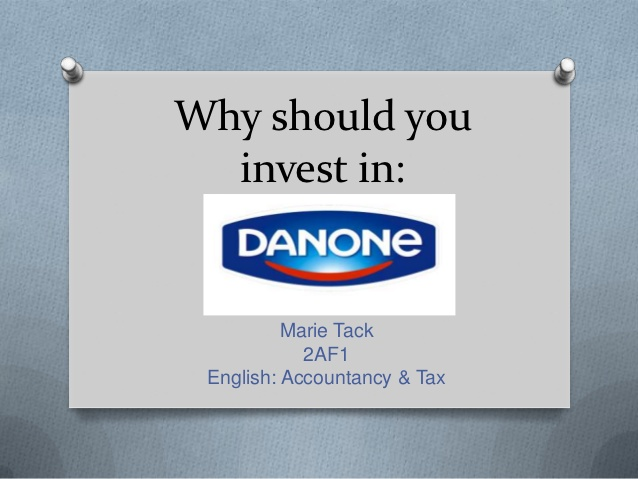 Why should you
invest in:
DANONE
Marie Tack
2AF1
English: Accountancy & Tax